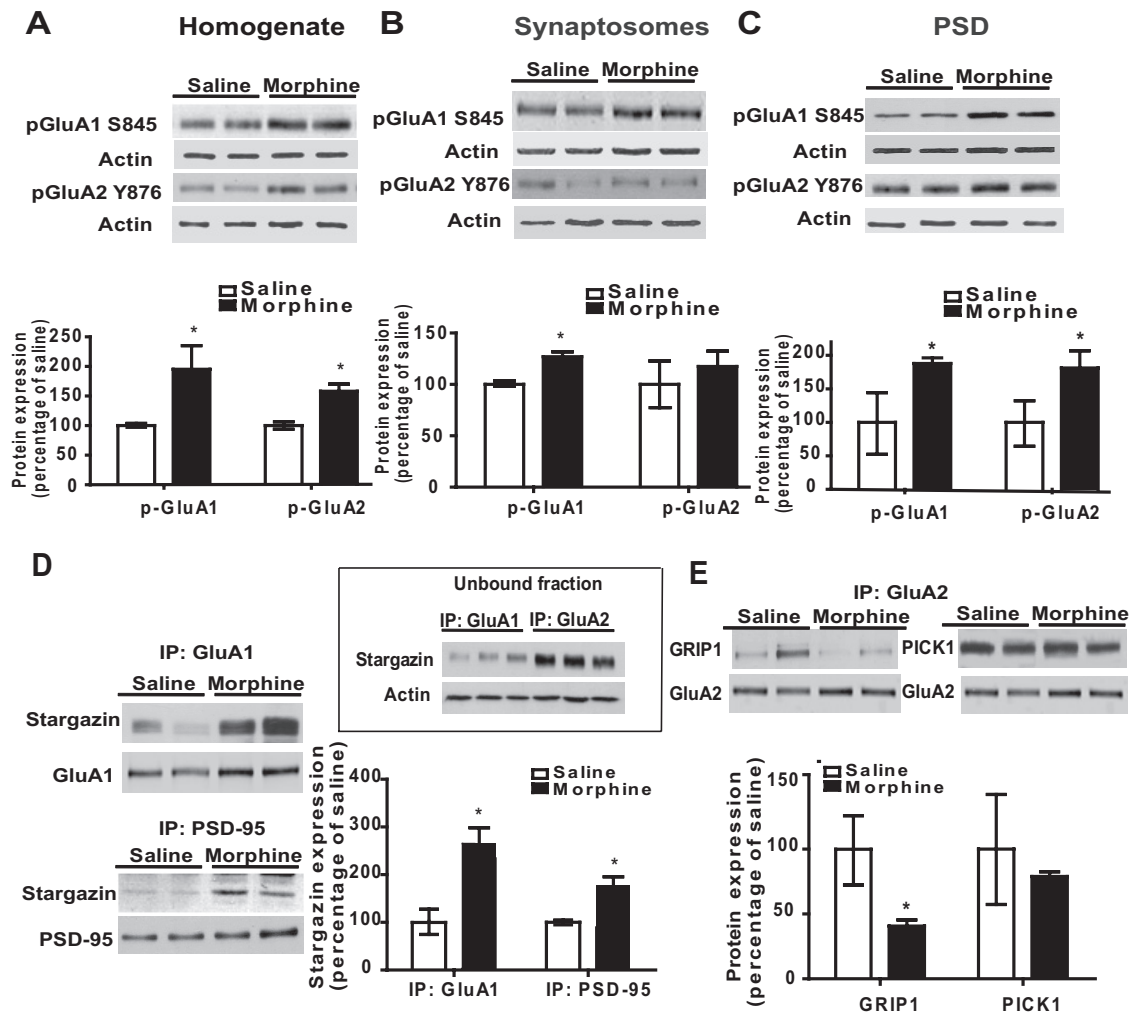 A Homogenate
Saline Morphine
pGluA1 S845
Actin
pGluA2 Y876
Actin
Saline
Morphine
Protein expression
(percentage of saline)
250
200
150
100
50
0
*
*
p-GluA1 p-GluA2
B Synaptosomes
Saline Morphine
pGluA1 S845
Actin
pGluA2 Y876
Actin
Saline
Morphine
Protein expression
(percentage of saline)
150
100
50
0
*
p-GluA1 p-GluA2
C PSD
Saline Morphine
pGluA1 S845
Actin
pGluA2 Y876
Actin
Saline
Morphine
Protein expression
(percentage of saline)
200
150
100
50
0
*
*
p-GluA1 p-GluA2
D
IP: GluA1
Saline Morphine
Stargazin
GluA1
IP: PSD-95
Saline Morphine
Stargazin
PSD-95
Unbound fraction
IP: GluA1 IP: GluA2
Stargazin
Actin
Saline
Morphine
Stargazin expression
(percentage of saline)
400
300
200
100
0
*
*
IP: GluA1 IP: PSD-95
E
IP: GluA2
Saline Morphine
GRIP1
GluA2
Saline Morphine
PICK1
GluA2
Saline
Morphine
Protein expression
(percentage of saline)
150
100
50
0
*
GRIP1 PICK1